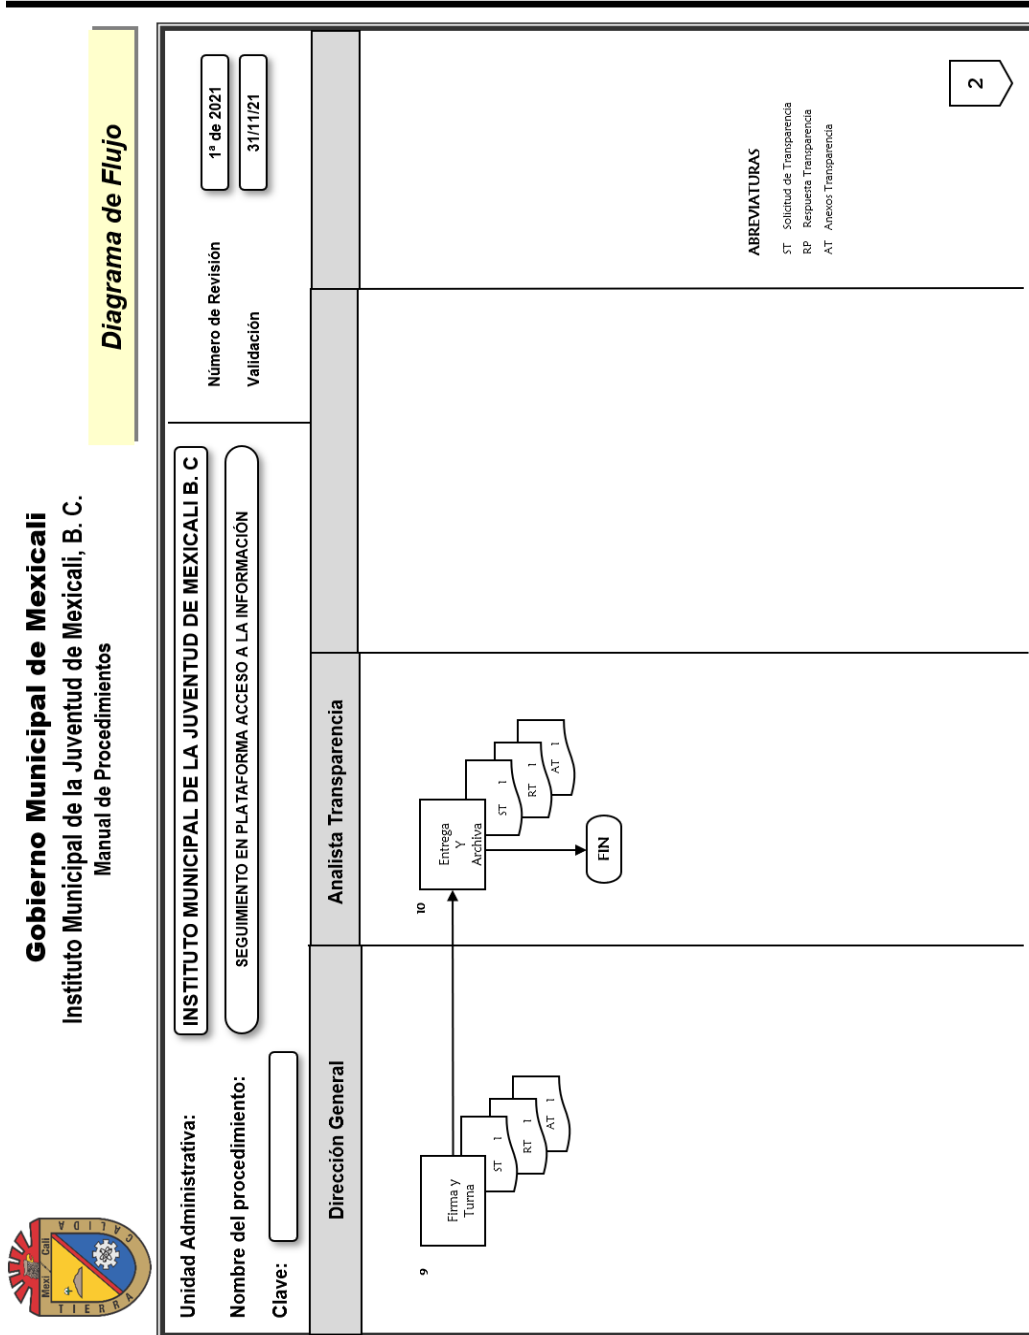 Gobierno Municipal de Mexicali
Instituto Municipal de la Juventud de Mexicali, B. C.
Manual de Procedimientos
Diagrama de Flujo
Mexi Cali
TIERRA CALIDA
Unidad Administrativa:
INSTITUTO MUNICIPAL DE LA JUVENTUD DE MEXICALI B. C
Nombre del procedimiento:
SEGUIMIENTO EN PLATAFORMA ACCESO A LA INFORMACIÓN
Clave:
Número de Revisión
1ª de 2021
Validación
31/11/21
Dirección General
Analista Transparencia
9
Firma y
Turna
ST 1
RT 1
AT 1
10
Entrega
Y
Archiva
ST 1
RT 1
AT 1
FIN
ABREVIATURAS
ST Solicitud de Transparencia
RP Respuesta Transparencia
AT Anexos Transparencia
2